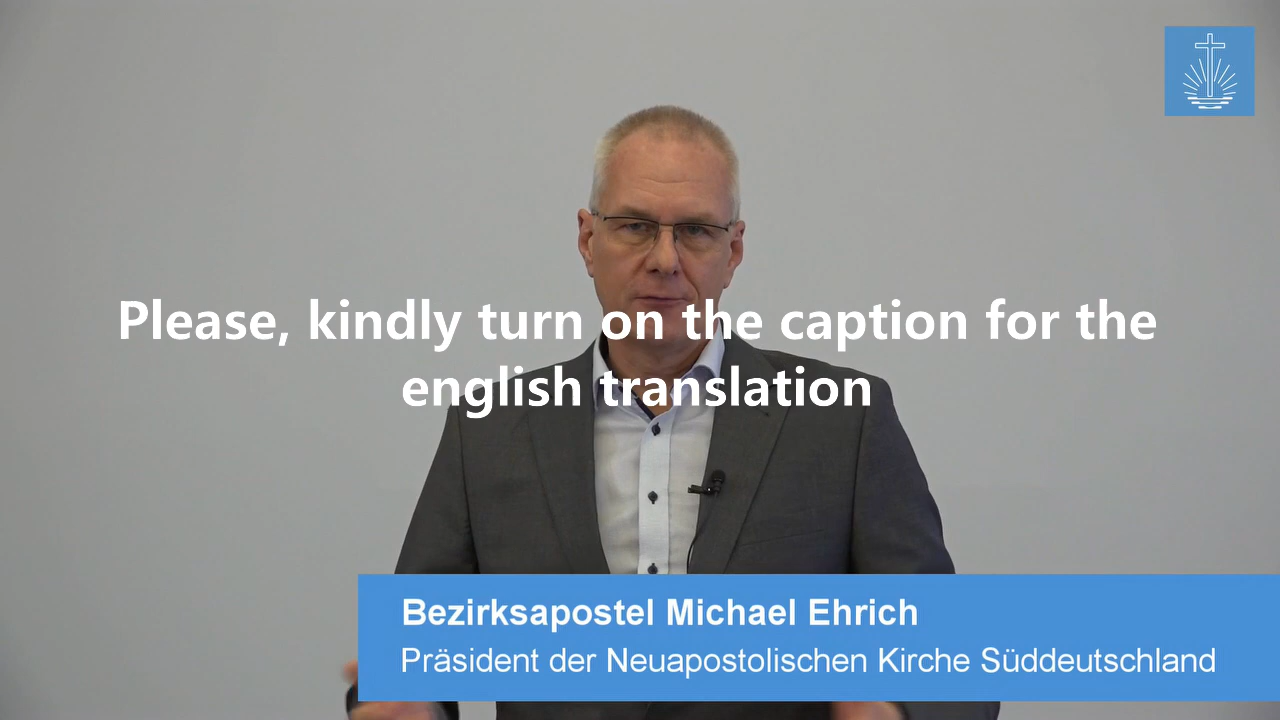 Please, kindly turn on the caption for the
english translation
Bezirksapostel Michael Ehrich
Präsident der Neuapostolischen Kirche Süddeutschland